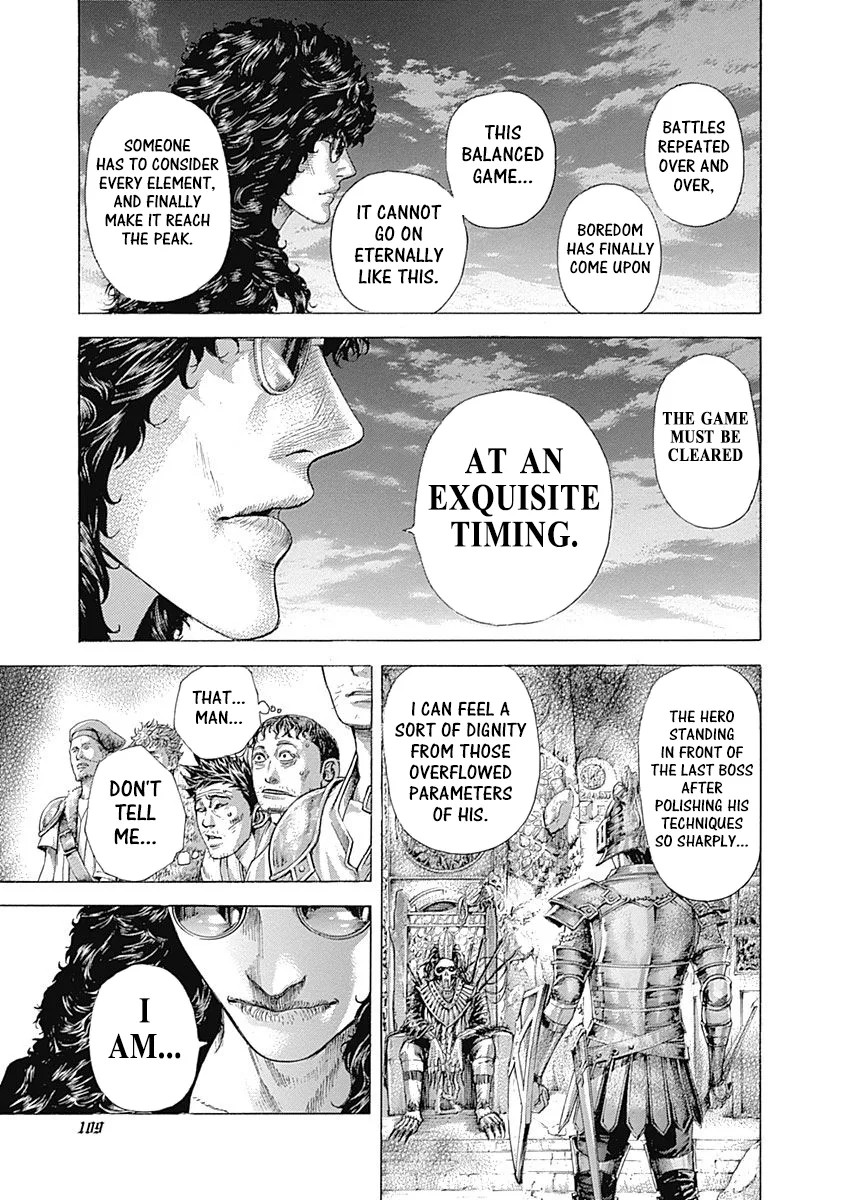 BATTLES
REPEATED
OVER AND
OVER,
BOREDOM
HAS FINALLY
COME UPON
THIS
BALANCED
GAME...
IT CANNOT
GO ON
ETERNALLY
LIKE THIS.
SOMEONE
HAS TO CONSIDER
EVERY ELEMENT,
AND FINALLY
MAKE IT REACH
THE PEAK.
THE GAME
MUST BE
CLEARED
AT AN
EXQUISITE
TIMING.
THE HERO
STANDING
IN FRONT OF
THE LAST BOSS
AFTER
POLISHING HIS
TECHNIQUES
SO SHARPLY...
I CAN FEEL A
SORT OF DIGNITY
FROM THOSE
OVERFLOWED
PARAMETERS
OF HIS.
THAT...
MAN...
DON'T
TELL
ME...
I
AM...
109